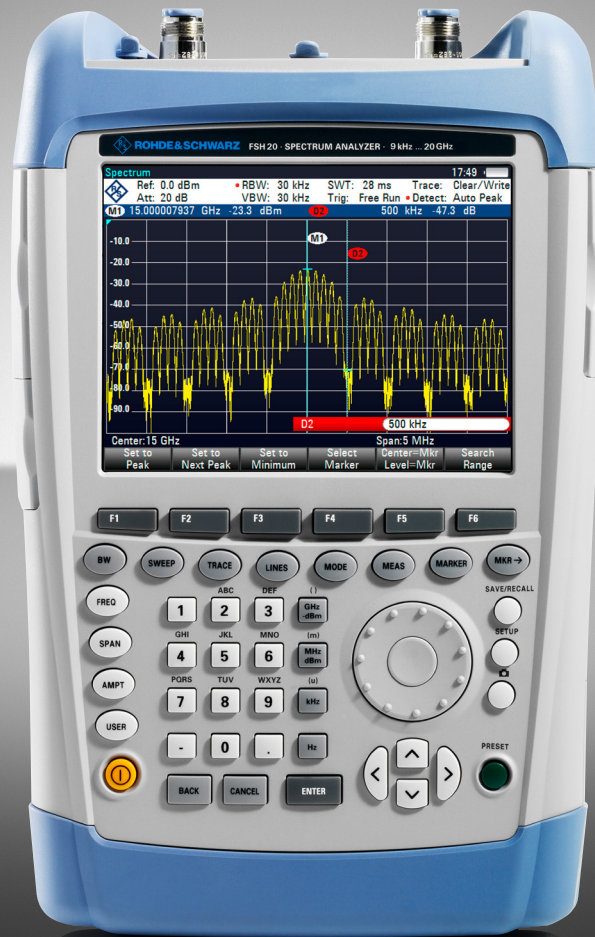 ROHDE&SCHWARZ FSH20 · SPECTRUM ANALYZER · 9 kHz ... 20 GHz
Spectrum 17:49
Ref: 0.0 dBm • RBW: 30 kHz SWT: 28 ms Trace: Clear/Write
Att: 20 dB VBW: 30 kHz Trig: Free Run • Detect: Auto Peak
M1 15.000007937 GHz -23.3 dBm D2 500 kHz -47.3 dB
M1
D2
-10.0
-20.0
-30.0
-40.0
-50.0
-60.0
-70.0
-80.0
-90.0
D2 500 kHz
Center:15 GHz Span:5 MHz
Set to Peak Set to Next Peak Set to Minimum Select Marker Center=Mkr Level=Mkr Search Range
F1 F2 F3 F4 F5 F6
BW SWEEP TRACE LINES MODE MEAS MARKER MKR→
FREQ
SPAN
AMPT
USER
ABC DEF ( )
1 2 3 GHz -dBm
GHI JKL MNO (m)
4 5 6 MHz dBm
PQRS TUV WXYZ (u)
7 8 9 kHz
- 0 . Hz
BACK CANCEL ENTER
SAVE/RECALL
SETUP
PRESET